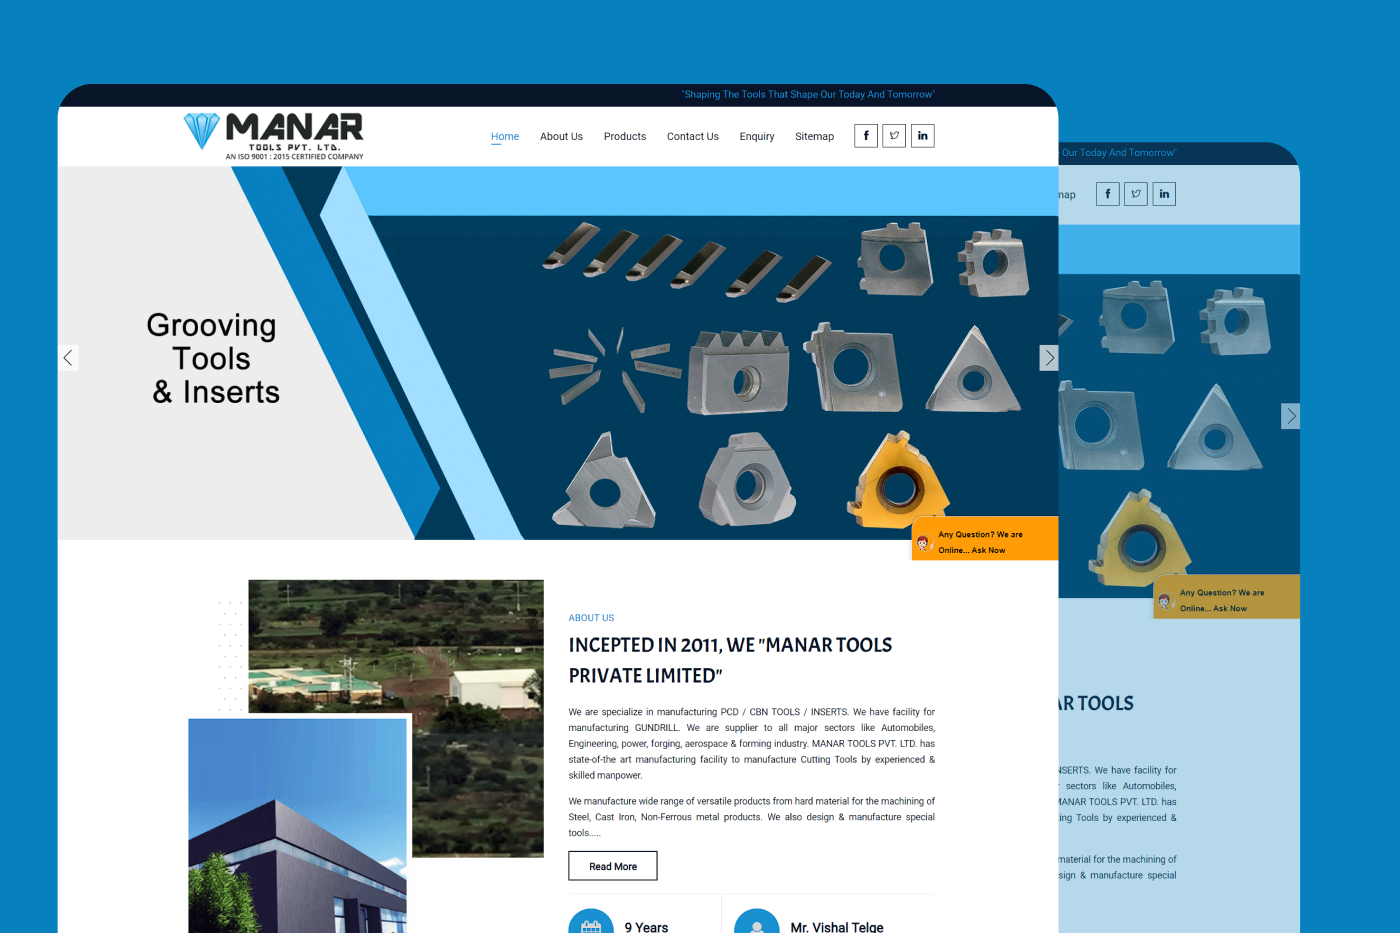 "Shaping The Tools That Shape Our Today And Tomorrow"
MANAR
TOOLS PVT. LTD.
AN ISO 9001 : 2015 CERTIFIED COMPANY
Home About Us Products Contact Us Enquiry Sitemap
Grooving
Tools
& Inserts
Any Question? We are
Online... Ask Now
ABOUT US
INCEPTED IN 2011, WE "MANAR TOOLS
PRIVATE LIMITED"
We are specialize in manufacturing PCD / CBN TOOLS / INSERTS. We have facility for
manufacturing GUNDRILL. We are supplier to all major sectors like Automobiles,
Engineering, power, forging, aerospace & forming industry. MANAR TOOLS PVT. LTD. has
state-of-the art manufacturing facility to manufacture Cutting Tools by experienced &
skilled manpower.
We manufacture wide range of versatile products from hard material for the machining of
Steel, Cast Iron, Non-Ferrous metal products. We also design & manufacture special
tools.....
Read More
9 Years
Mr. Vishal Telge
Our Today And Tomorrow"
map
Any Question? We are
Online... Ask Now
AR TOOLS
NSERTS. We have facility for
sectors like Automobiles,
MANAR TOOLS PVT. LTD. has
ting Tools by experienced &
material for the machining of
sign & manufacture special